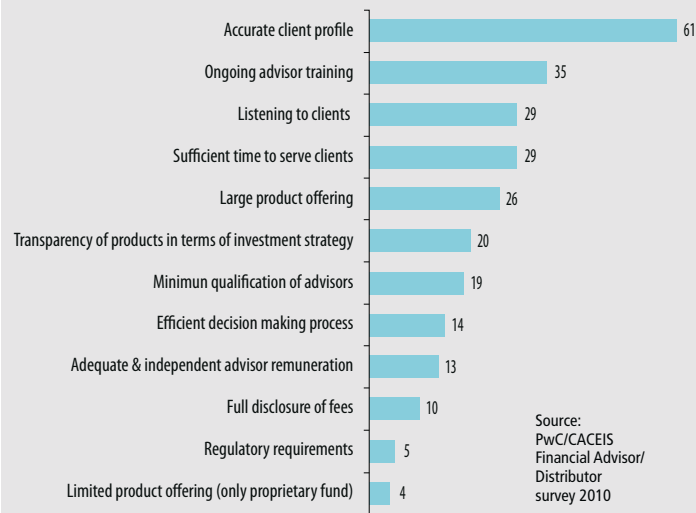 Accurate client profile 61
Ongoing advisor training 35
Listening to clients 29
Sufficient time to serve clients 29
Large product offering 26
Transparency of products in terms of investment strategy 20
Minimun qualification of advisors 19
Efficient decision making process 14
Adequate & independent advisor remuneration 13
Full disclosure of fees 10
Regulatory requirements 5
Limited product offering (only proprietary fund) 4
Source:
PwC/CACEIS
Financial Advisor/
Distributor
survey 2010